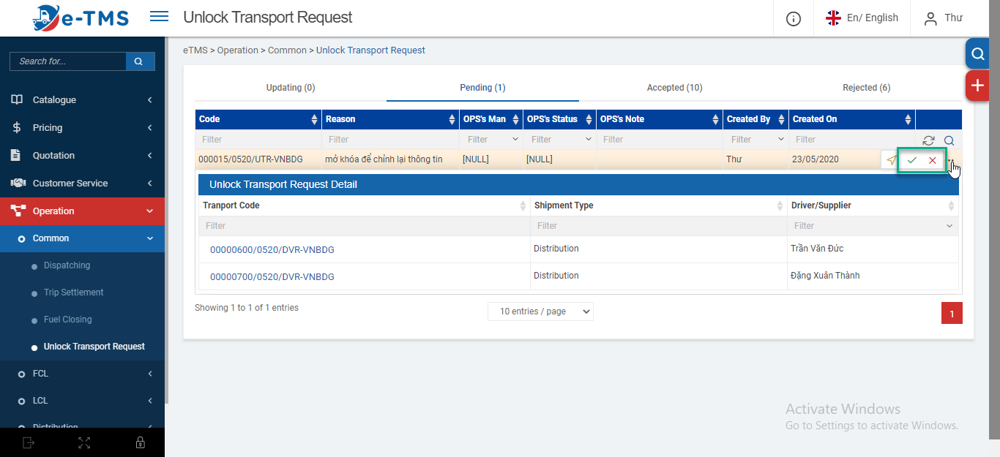 e-TMS
Unlock Transport Request
En/ English
Thư
Search for...
eTMS > Operation > Common > Unlock Transport Request
Catalogue
Pricing
Quotation
Customer Service
Operation
Common
Dispatching
Trip Settlement
Fuel Closing
Unlock Transport Request
FCL
LCL
Distribution
Updating (0)
Pending (1)
Accepted (10)
Rejected (6)
Code
Reason
OPS's Man
OPS's Status
OPS's Note
Created By
Created On
Filter
Filter
Filter
Filter
Filter
Filter
Filter
000015/0520/UTR-VNBDG
mở khóa để chỉnh lại thông tin
[NULL]
[NULL]
Thư
23/05/2020
Unlock Transport Request Detail
Tranport Code
Shipment Type
Driver/Supplier
Filter
Filter
Filter
00000600/0520/DVR-VNBDG
Distribution
Trần Văn Đức
00000700/0520/DVR-VNBDG
Distribution
Đặng Xuân Thành
Showing 1 to 1 of 1 entries
10 entries / page
1
Activate Windows
Go to Settings to activate Windows.